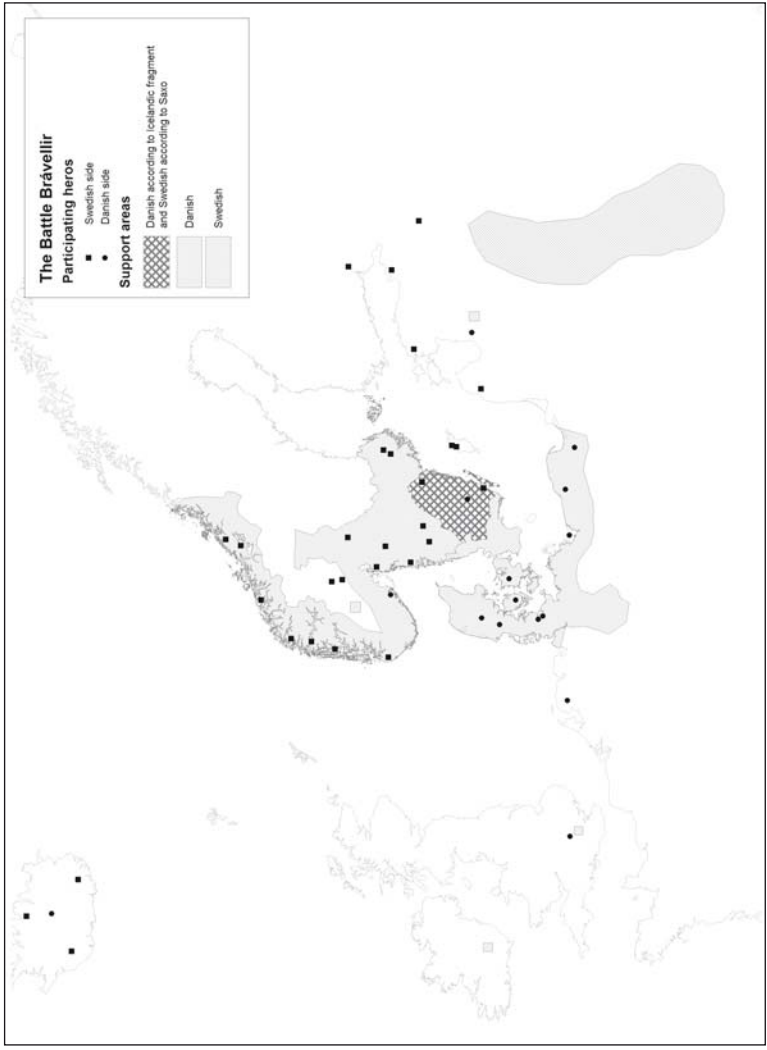 The Battle Brávellir
Participating heros
Swedish side
Danish side
Support areas
Danish according to Icelandic fragment
and Swedish according to Saxo
Danish
Swedish